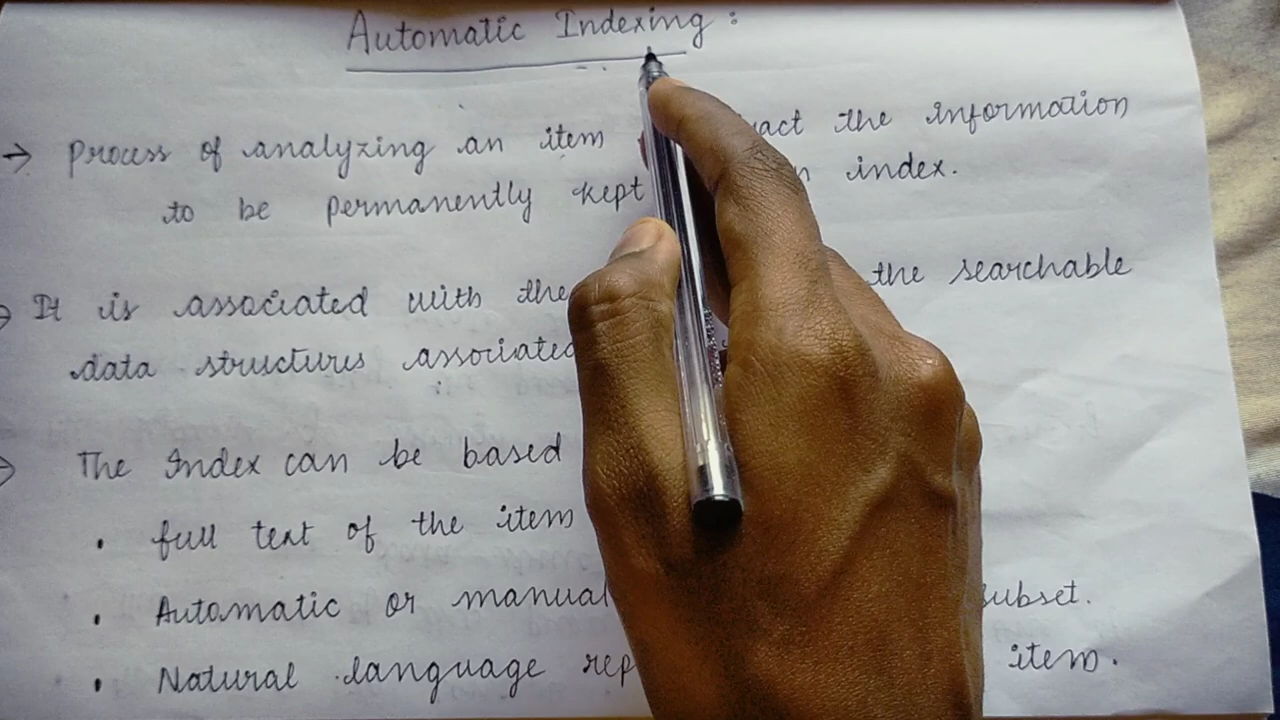 Automatic Indexing :
→ Process of analyzing an item the information
to be permanently kept index.
→ It is associated with the the searchable
data structures associated
→ The Index can be based
• full text of the item
• Automatic or manual subset.
• Natural language item.